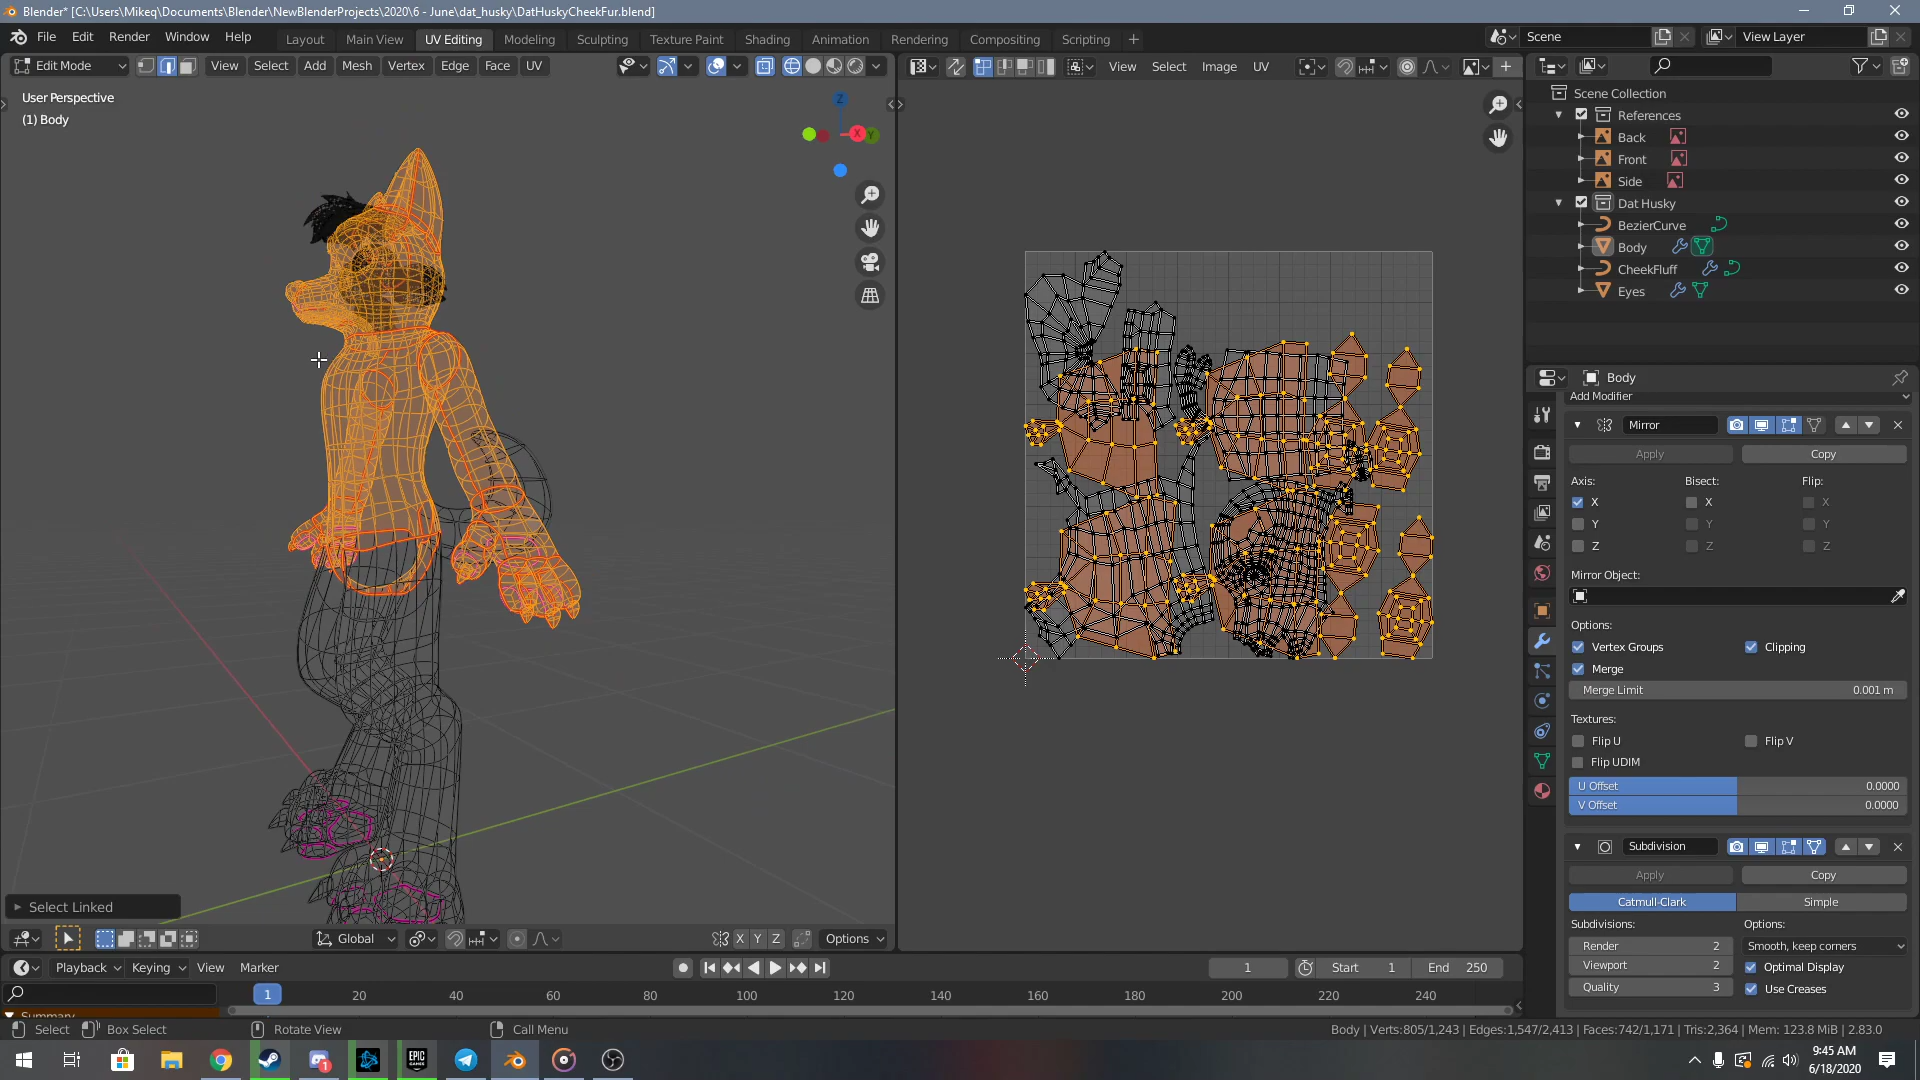 Blender* [C:\Users\Mikeq\Documents\Blender\NewBlenderProjects\2020\6 - June\dat_husky\DatHuskyCheekFur.blend]
File Edit Render Window Help Layout Main View UV Editing Modeling Sculpting Texture Paint Shading Animation Rendering Compositing Scripting + Scene View Layer
Edit Mode View Select Add Mesh Vertex Edge Face UV View Select Image UV
User Perspective
(1) Body
Z
X
Y
Scene Collection
References
Back
Front
Side
Dat Husky
BezierCurve
Body
CheekFluff
Eyes
Body
Add Modifier
Mirror
Apply Copy
Axis: Bisect: Flip:
X X X
Y Y Y
Z Z Z
Mirror Object:
Options:
Vertex Groups Clipping
Merge
Merge Limit 0.001 m
Textures:
Flip U Flip V
Flip UDIM
U Offset 0.0000
V Offset 0.0000
Subdivision
Apply Copy
Catmull-Clark Simple
Subdivisions: Options:
Render 2 Smooth, keep corners
Viewport 2 Optimal Display
Quality 3 Use Creases
Select Linked
Global X Y Z Options
Playback Keying View Marker 1 Start 1 End 250
1 20 40 60 80 100 120 140 160 180 200 220 240
Summary
Select Box Select Rotate View Call Menu Body | Verts:805/1,243 | Edges:1,547/2,413 | Faces:742/1,171 | Tris:2,364 | Mem: 123.8 MiB | 2.83.0
EPIC GAMES
1
9:45 AM
6/18/2020